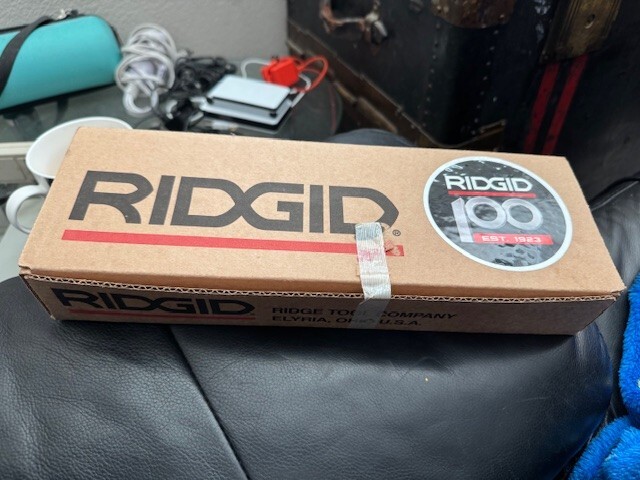 RIDGID®
RIDGID
100
EST. 1923
RIDGID
RIDGE TOOL COMPANY
ELYRIA, OHIO U.S.A.